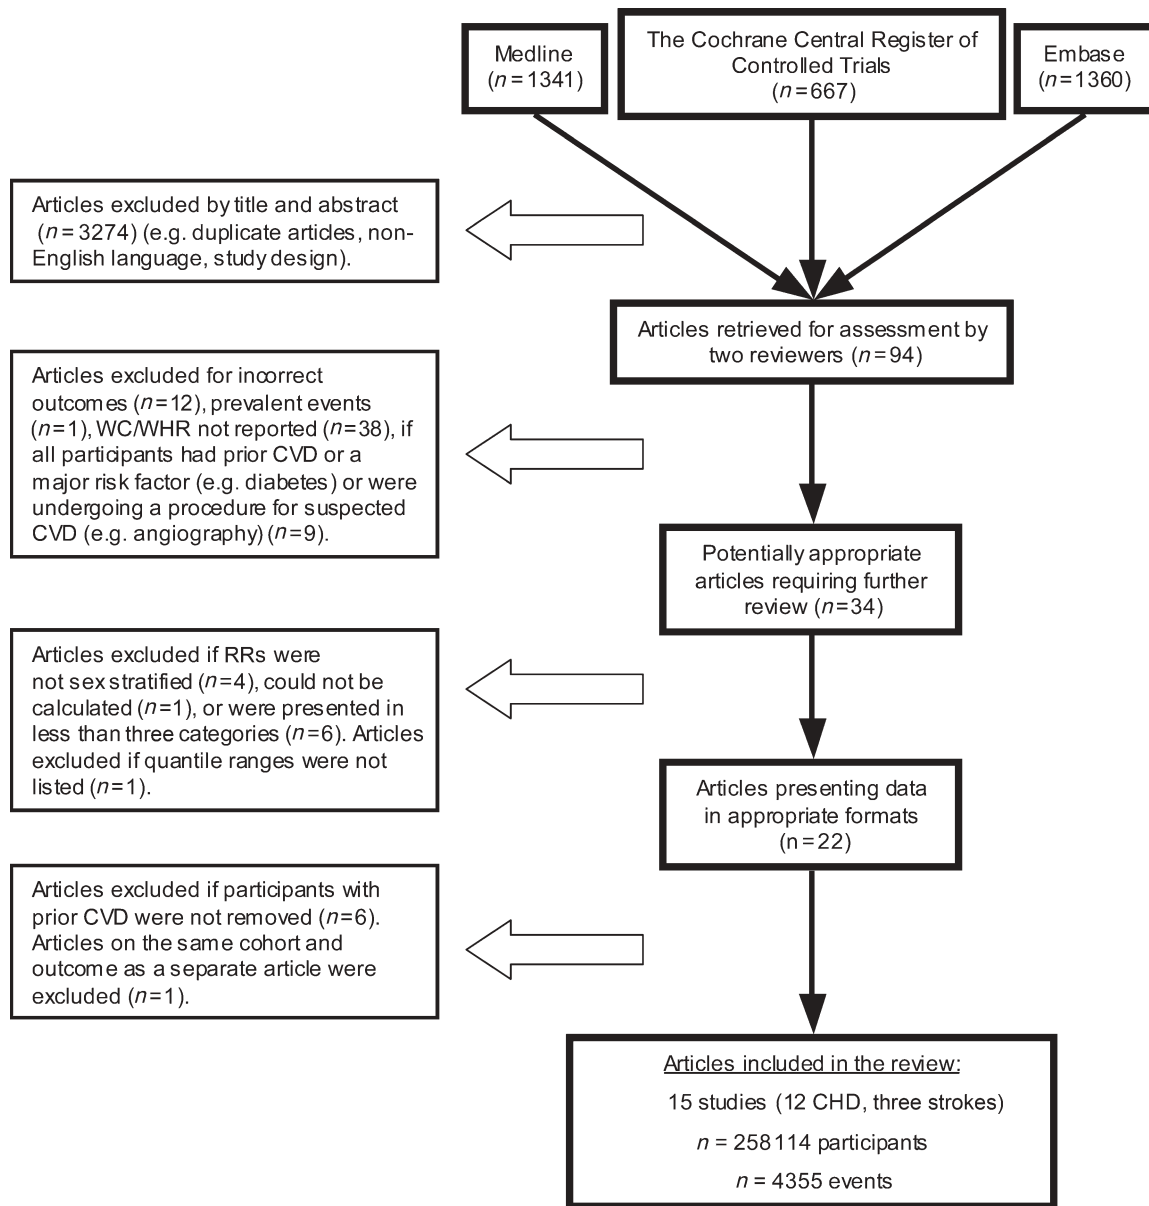 Medline
(n=1341)
The Cochrane Central Register of
Controlled Trials
(n=667)
Embase
(n=1360)
Articles excluded by title and abstract
(n=3274) (e.g. duplicate articles, non-
English language, study design).
Articles retrieved for assessment by
two reviewers (n=94)
Articles excluded for incorrect
outcomes (n=12), prevalent events
(n=1), WC/WHR not reported (n=38), if
all participants had prior CVD or a
major risk factor (e.g. diabetes) or were
undergoing a procedure for suspected
CVD (e.g. angiography) (n=9).
Potentially appropriate
articles requiring further
review (n=34)
Articles excluded if RRs were
not sex stratified (n=4), could not be
calculated (n=1), or were presented in
less than three categories (n=6). Articles
excluded if quantile ranges were not
listed (n=1).
Articles presenting data
in appropriate formats
(n=22)
Articles excluded if participants with
prior CVD were not removed (n=6).
Articles on the same cohort and
outcome as a separate article were
excluded (n=1).
Articles included in the review:
15 studies (12 CHD, three strokes)
n = 258114 participants
n = 4355 events